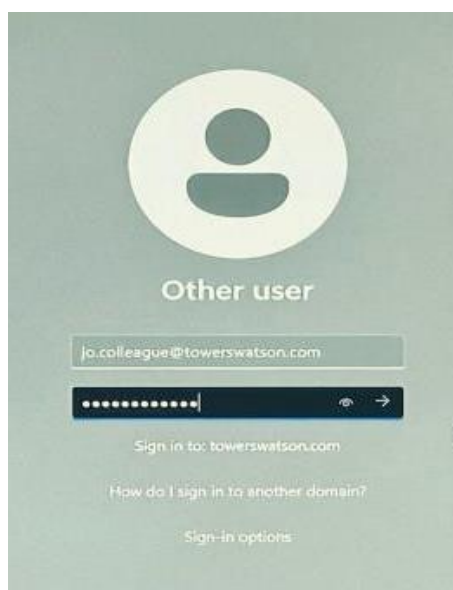 Other user
jo.colleague@towerswatson.com
••••••••••••
Sign in to: towerswatson.com
How do I sign in to another domain?
Sign-in options